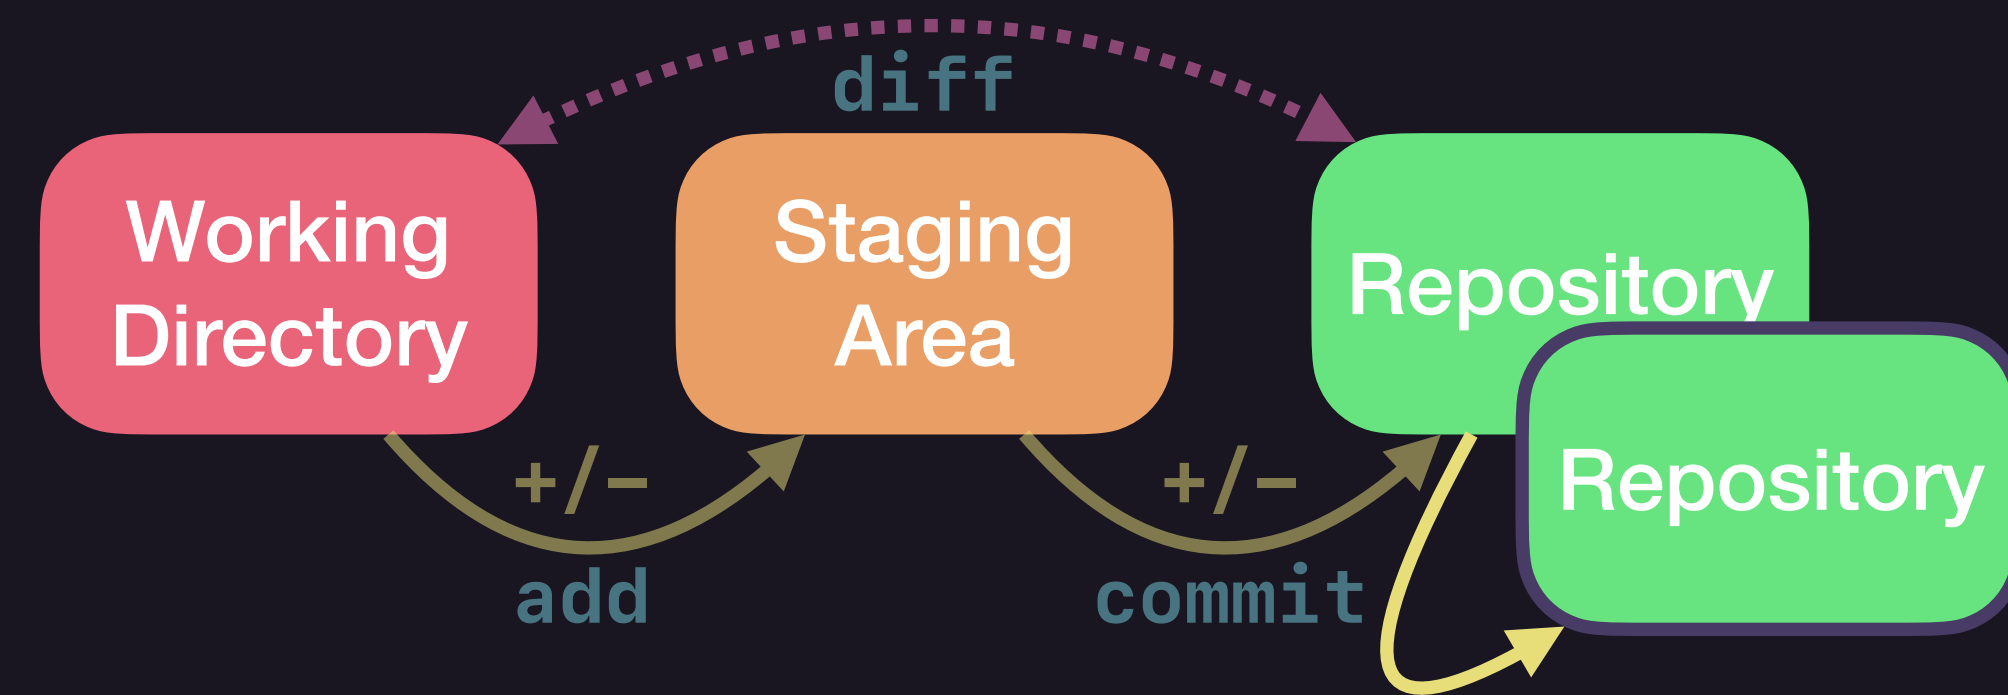 diff
Working
Directory
Staging
Area
Repository
Repository
+/−
+/−
add
commit